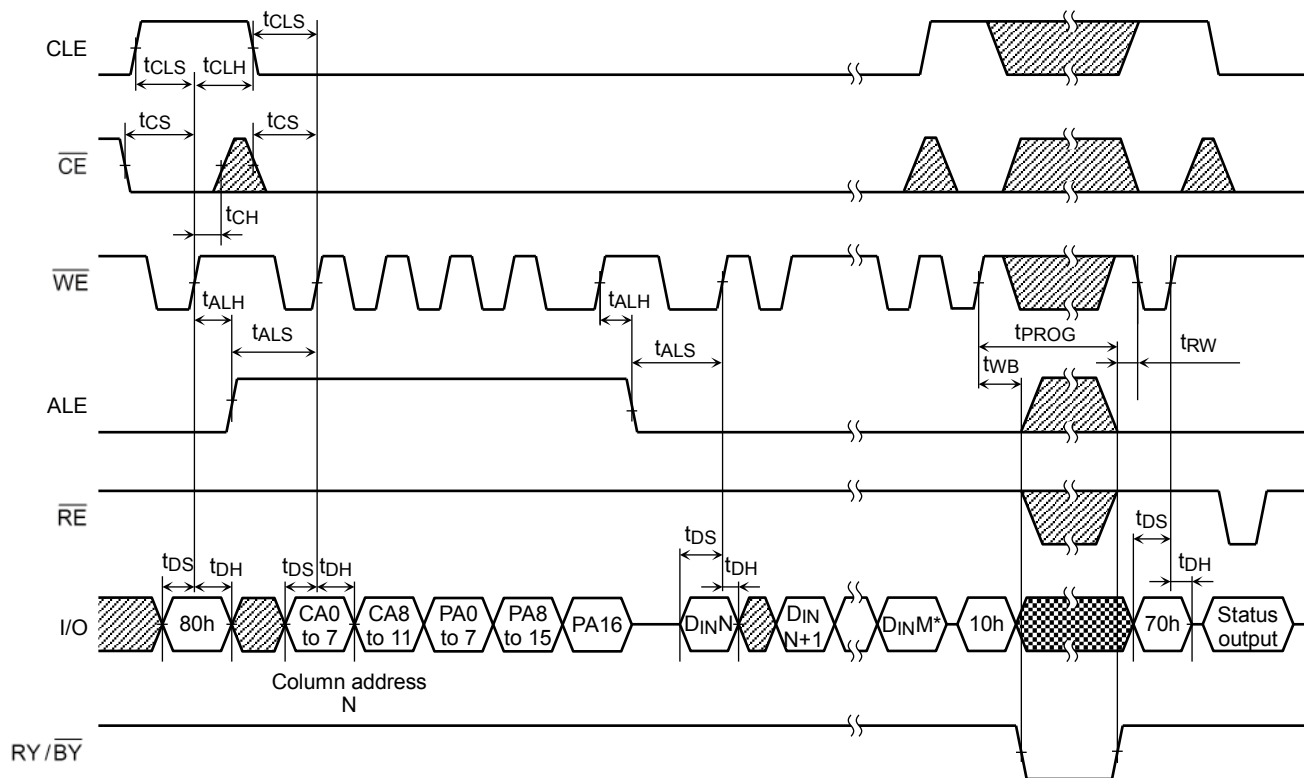 tCLS
CLE
tCLS tCLH
tCS tCS
CE
tCH
WE
tALH tALH
tALS tALS tPROG tRW
tWB
ALE
RE
tDS tDH tDS tDH tDS tDH tDS tDH
I/O
80h
CA0 to 7
CA8 to 11
PA0 to 7
PA8 to 15
PA16
DINN
DIN N+1
DINM*
10h
70h
Status output
Column address
N
RY/BY